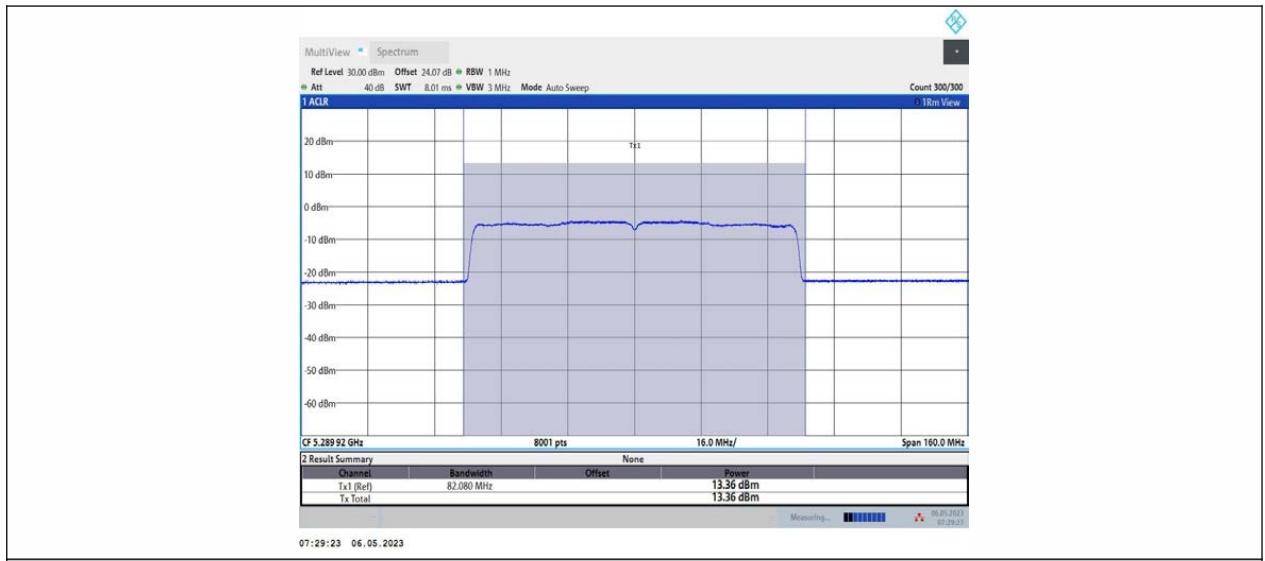 MultiView Spectrum
Ref Level 30.00 dBm Offset 24.07 dB RBW 1 MHz
Att 40 dB SWT 8.01 ms VBW 3 MHz Mode Auto Sweep Count 300/300
1 ACLR 1Rm View
20 dBm
Tx1
10 dBm
0 dBm
-10 dBm
-20 dBm
-30 dBm
-40 dBm
-50 dBm
-60 dBm
CF 5.289 92 GHz 8001 pts 16.0 MHz/ Span 160.0 MHz
2 Result Summary None
Channel Bandwidth Offset Power
Tx1 (Ref) 82.080 MHz 13.36 dBm
Tx Total 13.36 dBm
Measuring... 06.05.2023
07:29:23 06.05.2023